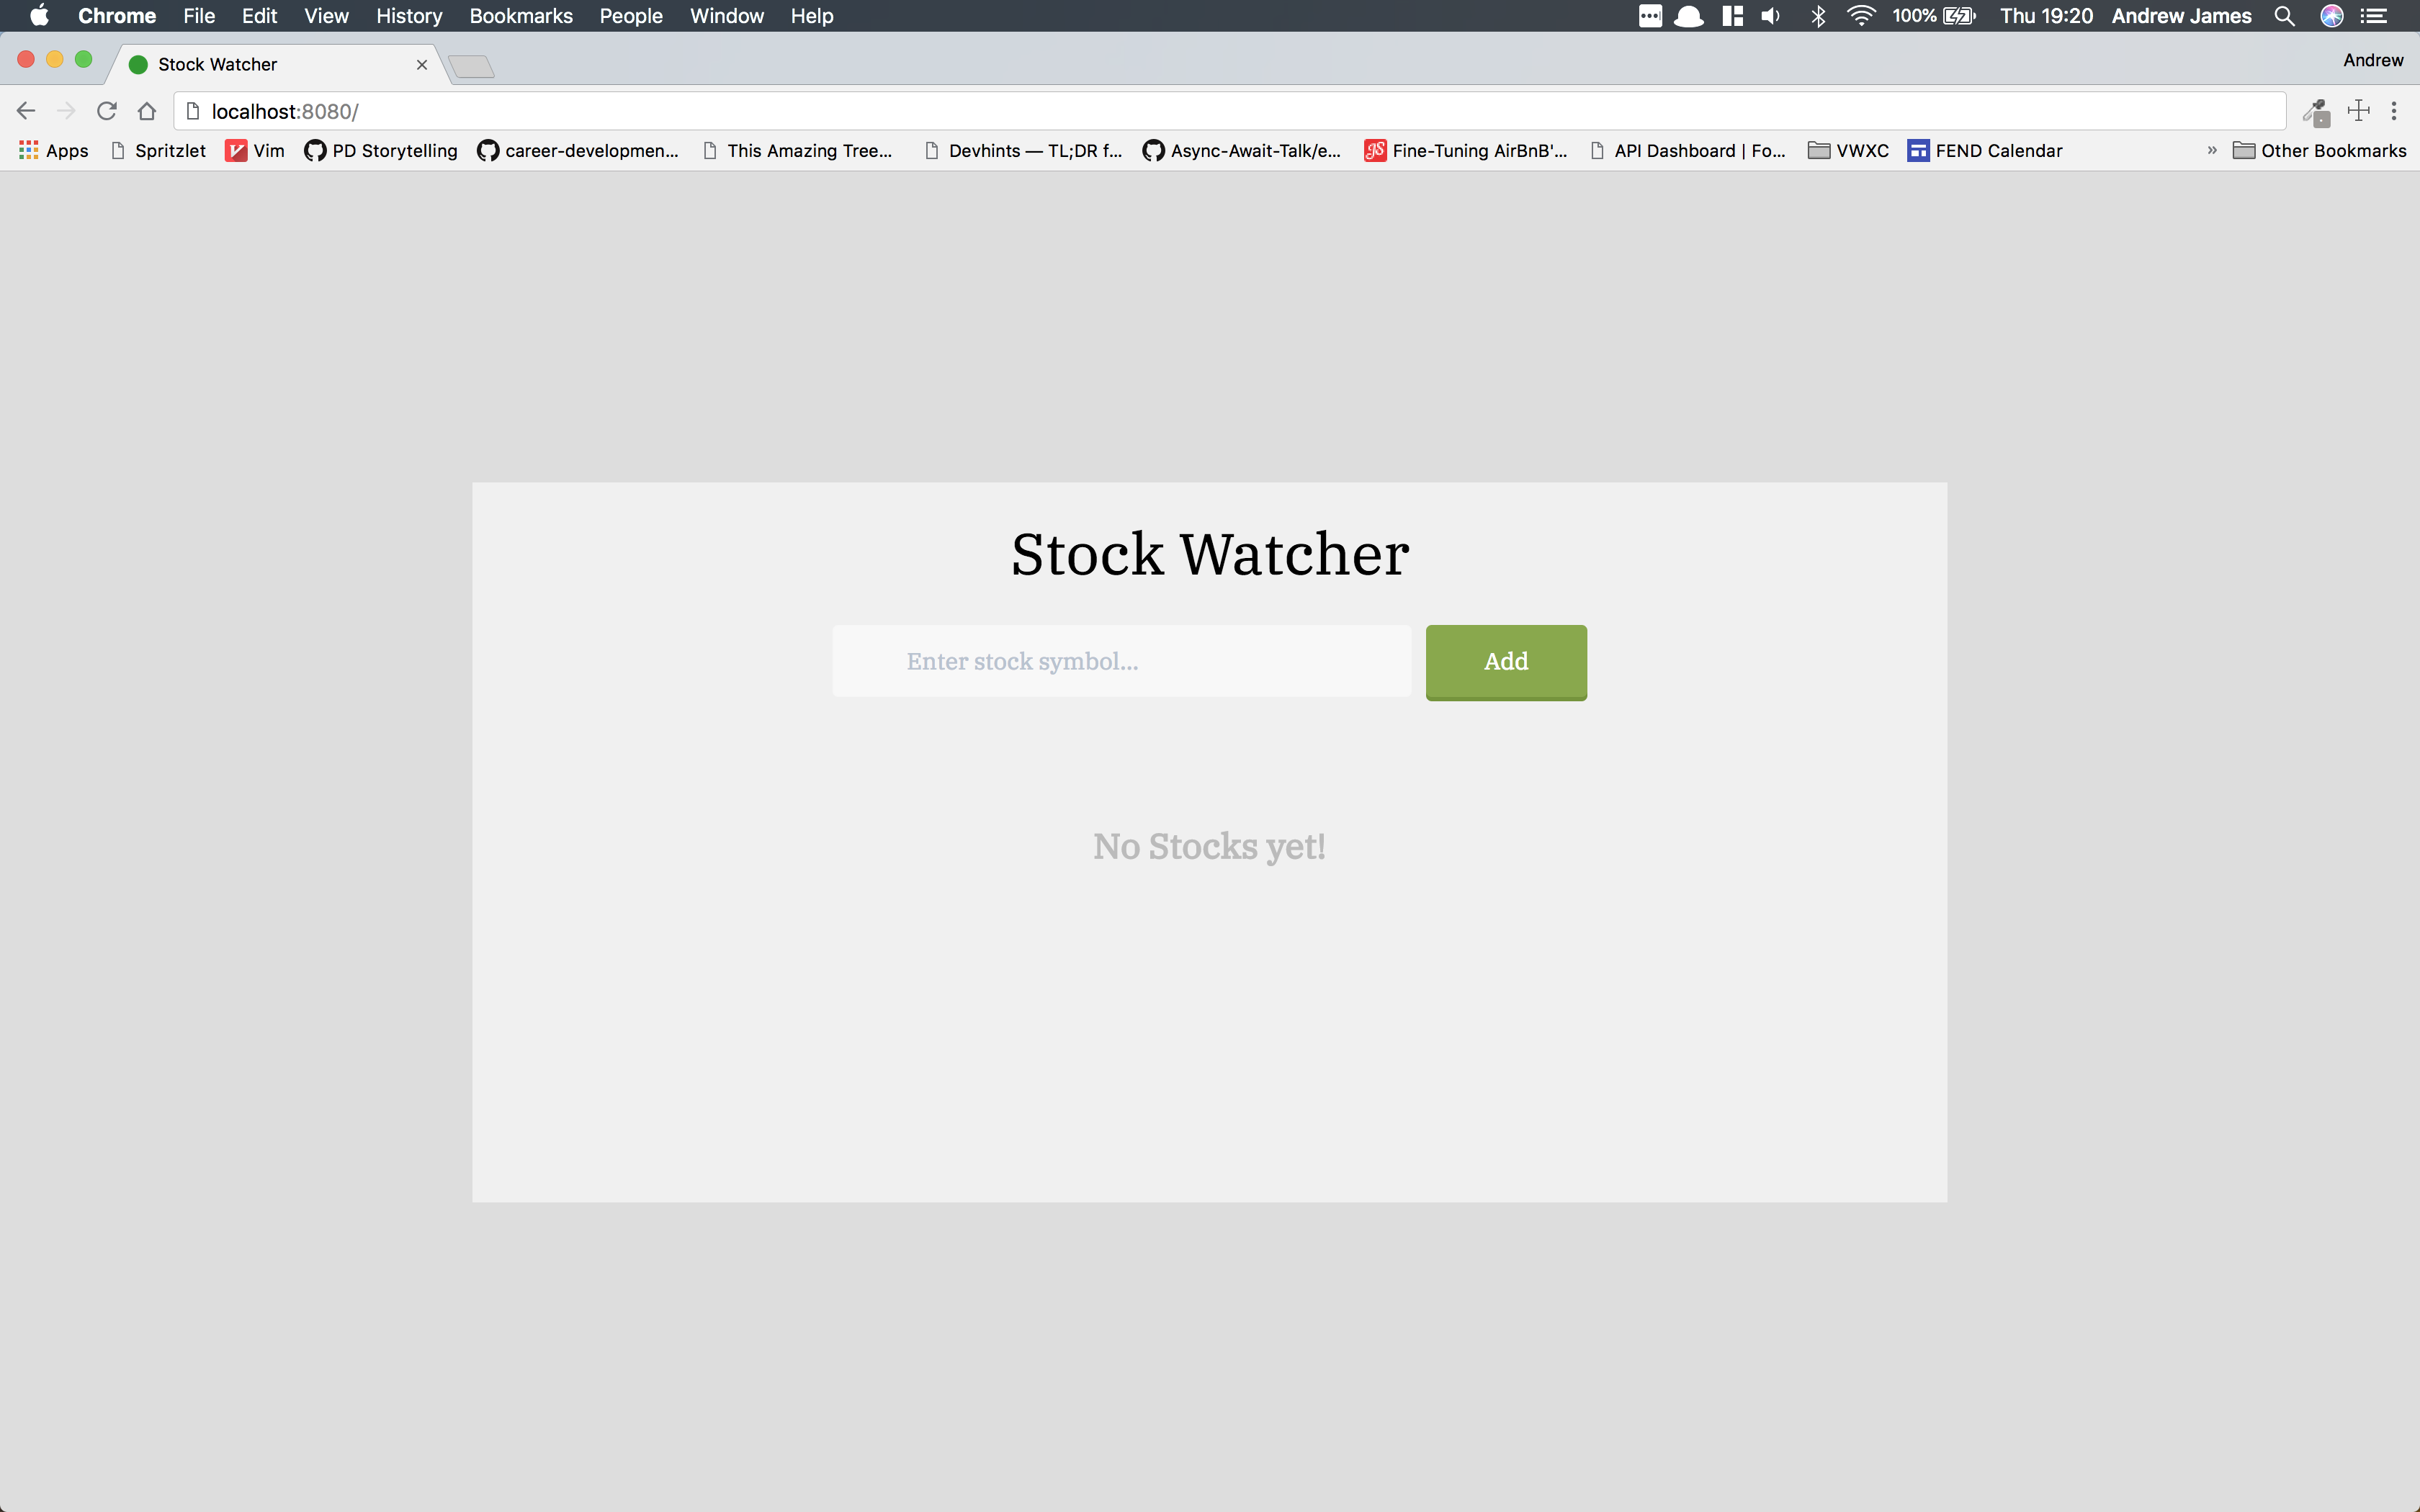 Chrome File Edit View History Bookmarks People Window Help 100% Thu 19:20 Andrew James
Stock Watcher Andrew
localhost:8080/
Apps Spritzlet Vim PD Storytelling career-developmen... This Amazing Tree... Devhints — TL;DR f... Async-Await-Talk/e... JS Fine-Tuning AirBnB'... API Dashboard | Fo... VWXC FEND Calendar » Other Bookmarks
Stock Watcher
Enter stock symbol... Add
No Stocks yet!